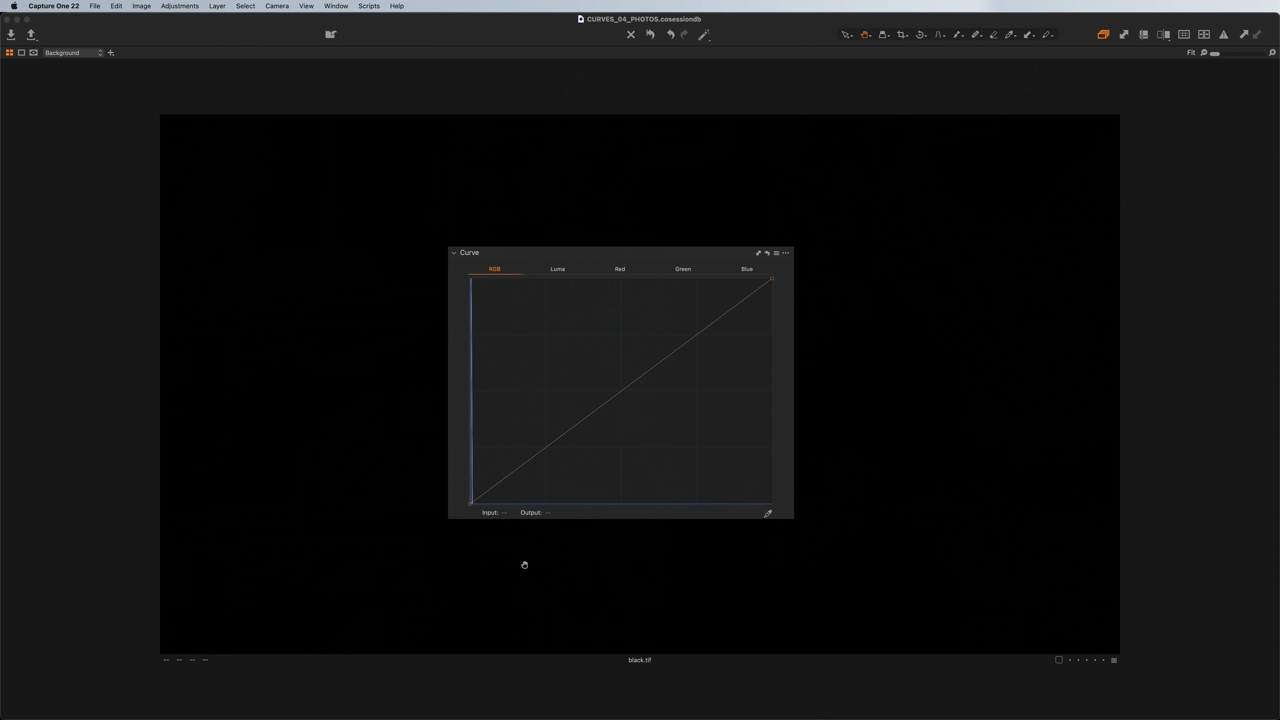 Capture One 22 File Edit Image Adjustments Layer Select Camera View Window Scripts Help
CURVES_04_PHOTOS.cosessiondb
Background Fit
Curve
RGB Luma Red Green Blue
Input: -- Output: --
-- -- -- -- black.tif